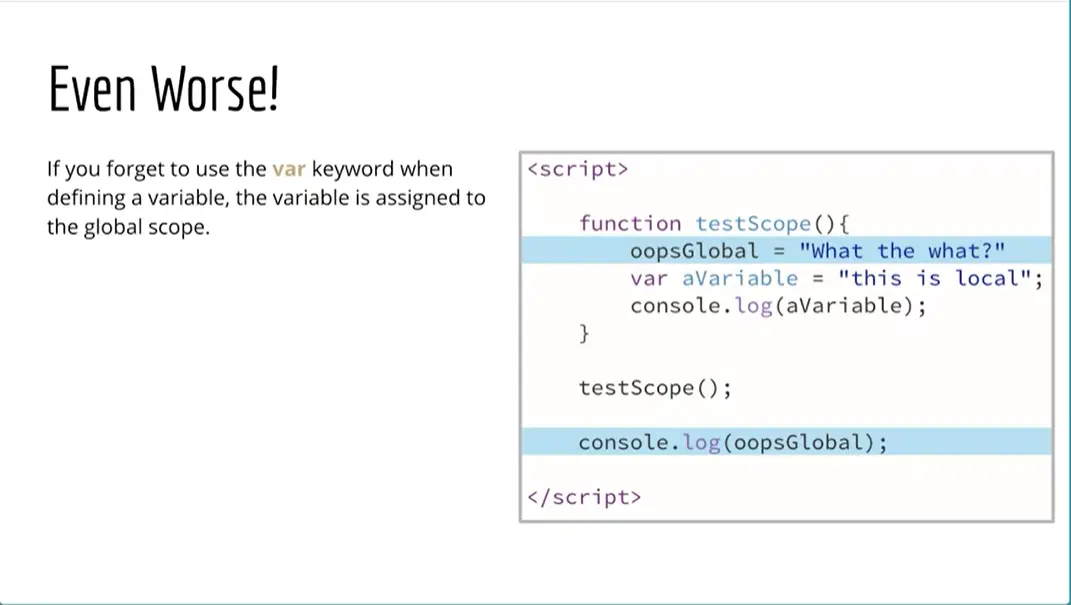 Even Worse!
If you forget to use the var keyword when
defining a variable, the variable is assigned to
the global scope.
<script>
function testScope(){
oopsGlobal = "What the what?"
var aVariable = "this is local";
console.log(aVariable);
}
testScope();
console.log(oopsGlobal);
</script>